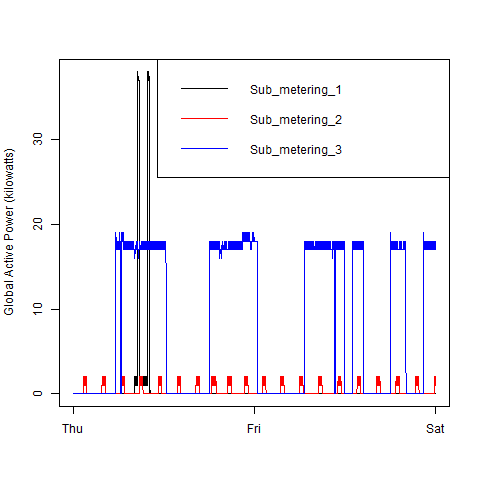 Sub_metering_1
Sub_metering_2
Sub_metering_3
Global Active Power (kilowatts)
30
20
10
0
Thu Fri Sat